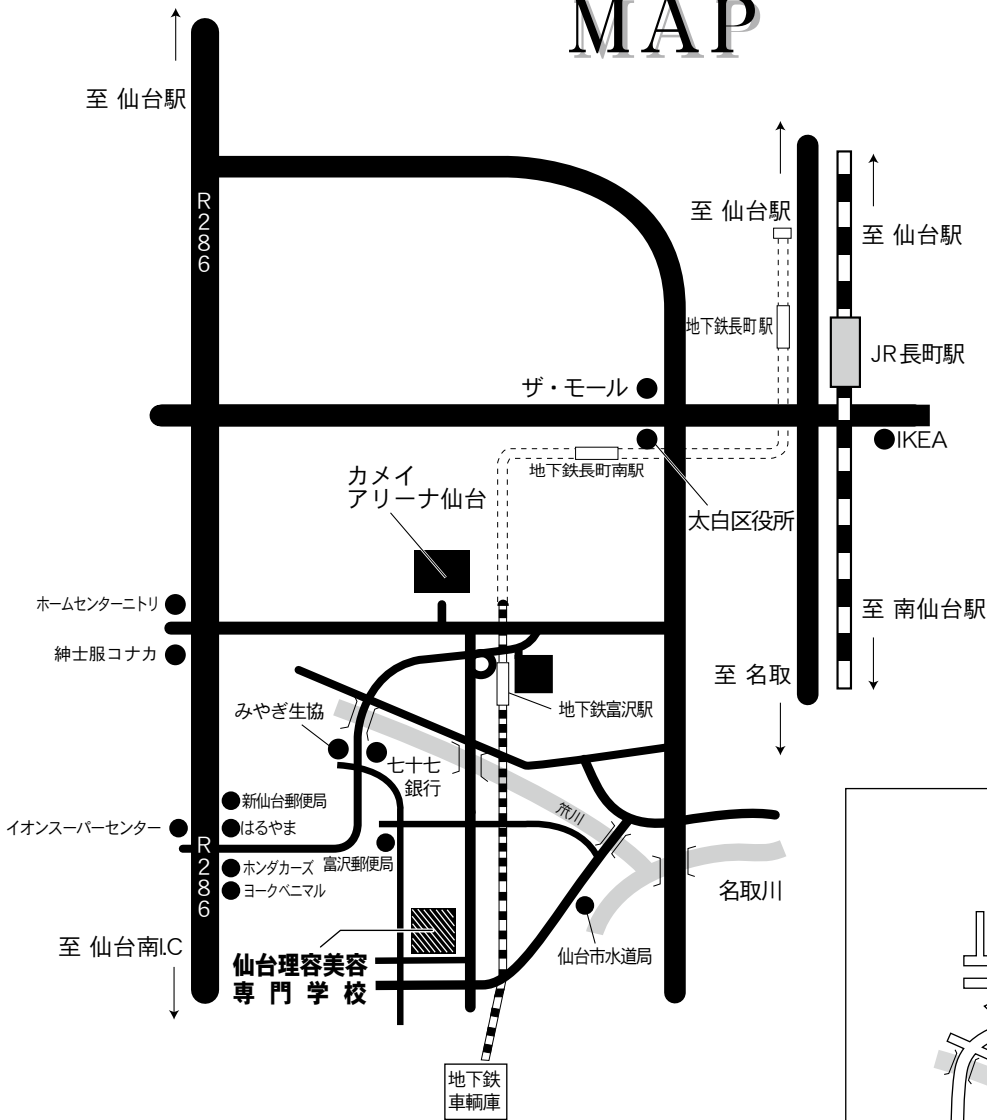 MAP
至 仙台駅
R286
至 仙台駅
至 仙台駅
地下鉄長町駅
JR長町駅
ザ・モール
IKEA
地下鉄長町南駅
カメイ
アリーナ仙台
太白区役所
ホームセンターニトリ
至 南仙台駅
紳士服コナカ
至 名取
地下鉄富沢駅
みやぎ生協
七十七
銀行
新仙台郵便局
笊川
イオンスーパーセンター
はるやま
R286
富沢郵便局
ホンダカーズ
ヨークベニマル
名取川
至 仙台南I.C
仙台市水道局
仙台理容美容
専門学校
地下鉄
車輌庫